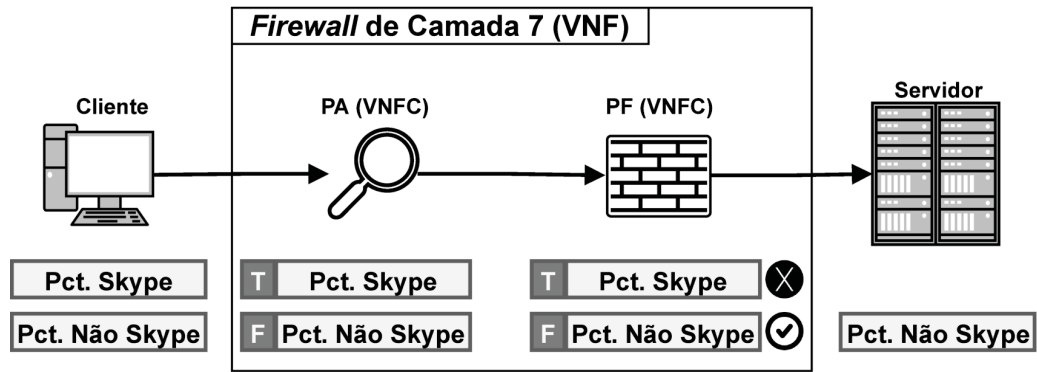 Firewall de Camada 7 (VNF)
Cliente
PA (VNFC)
PF (VNFC)
Servidor
Pct. Skype
T Pct. Skype
T Pct. Skype X
Pct. Não Skype
F Pct. Não Skype
F Pct. Não Skype
Pct. Não Skype